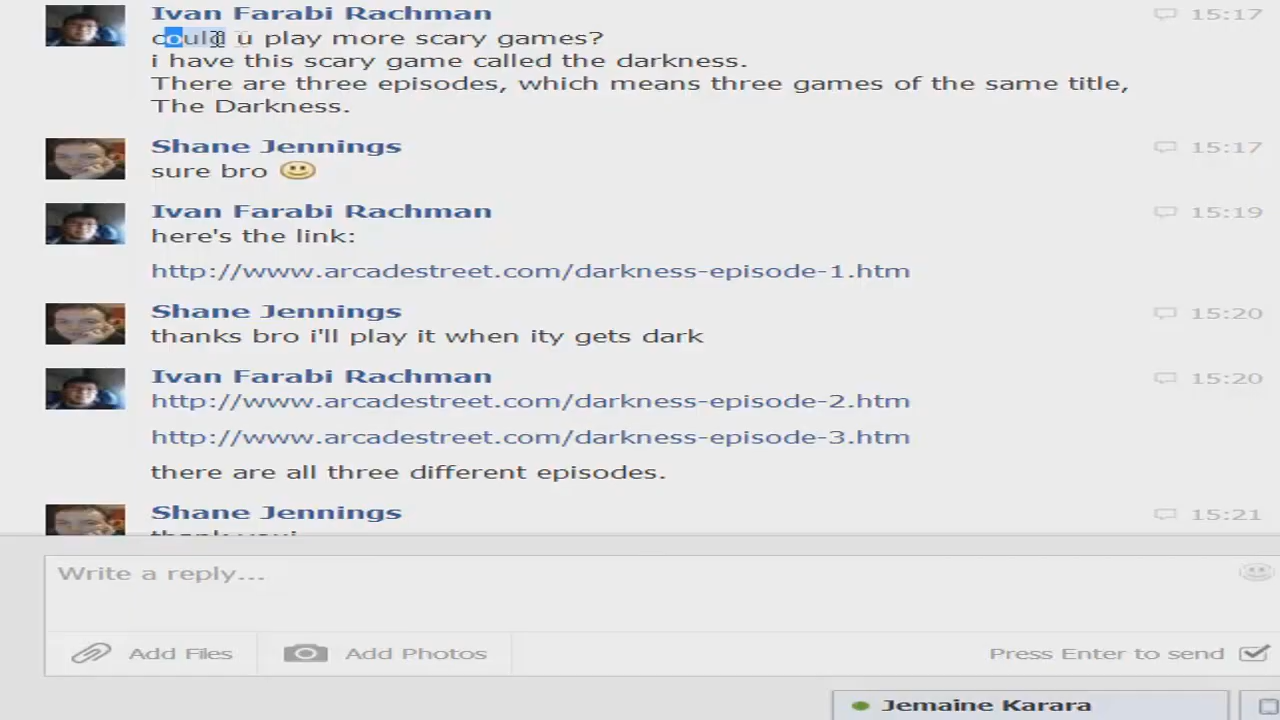 Ivan Farabi Rachman 15:17
could u play more scary games?
i have this scary game called the darkness.
There are three episodes, which means three games of the same title,
The Darkness.
Shane Jennings 15:17
sure bro
Ivan Farabi Rachman 15:19
here's the link:
http://www.arcadestreet.com/darkness-episode-1.htm
Shane Jennings 15:20
thanks bro i'll play it when ity gets dark
Ivan Farabi Rachman 15:20
http://www.arcadestreet.com/darkness-episode-2.htm
http://www.arcadestreet.com/darkness-episode-3.htm
there are all three different episodes.
Shane Jennings 15:21
thank you!
Write a reply...
Add Files Add Photos Press Enter to send
Jemaine Karara